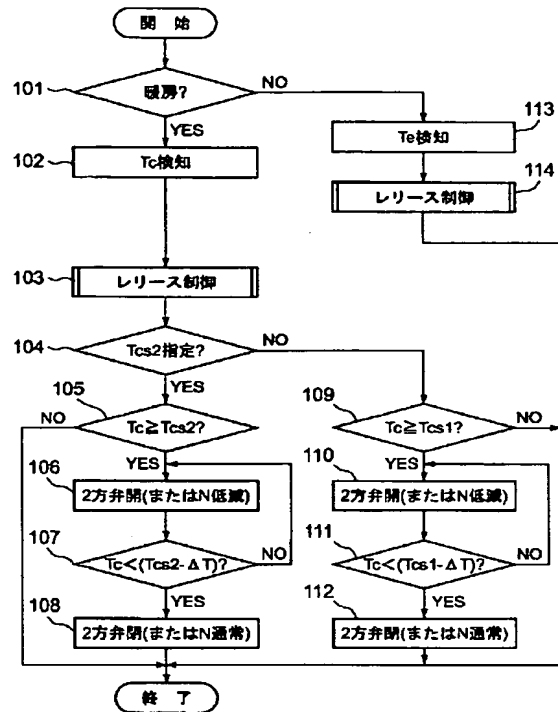 開 始
101
暖房?
NO
YES
102
Tc検知
113
Te検知
114
レリース制御
103
レリース制御
104
Tcs2指定?
NO
YES
105
NO
Tc≧Tcs2?
YES
106
2方弁開(またはN低減)
107
Tc<(Tcs2-ΔT)?
NO
YES
108
2方弁閉(またはN通常)
109
Tc≧Tcs1?
NO
YES
110
2方弁開(またはN低減)
111
Tc<(Tcs1-ΔT)?
NO
YES
112
2方弁閉(またはN通常)
終 了